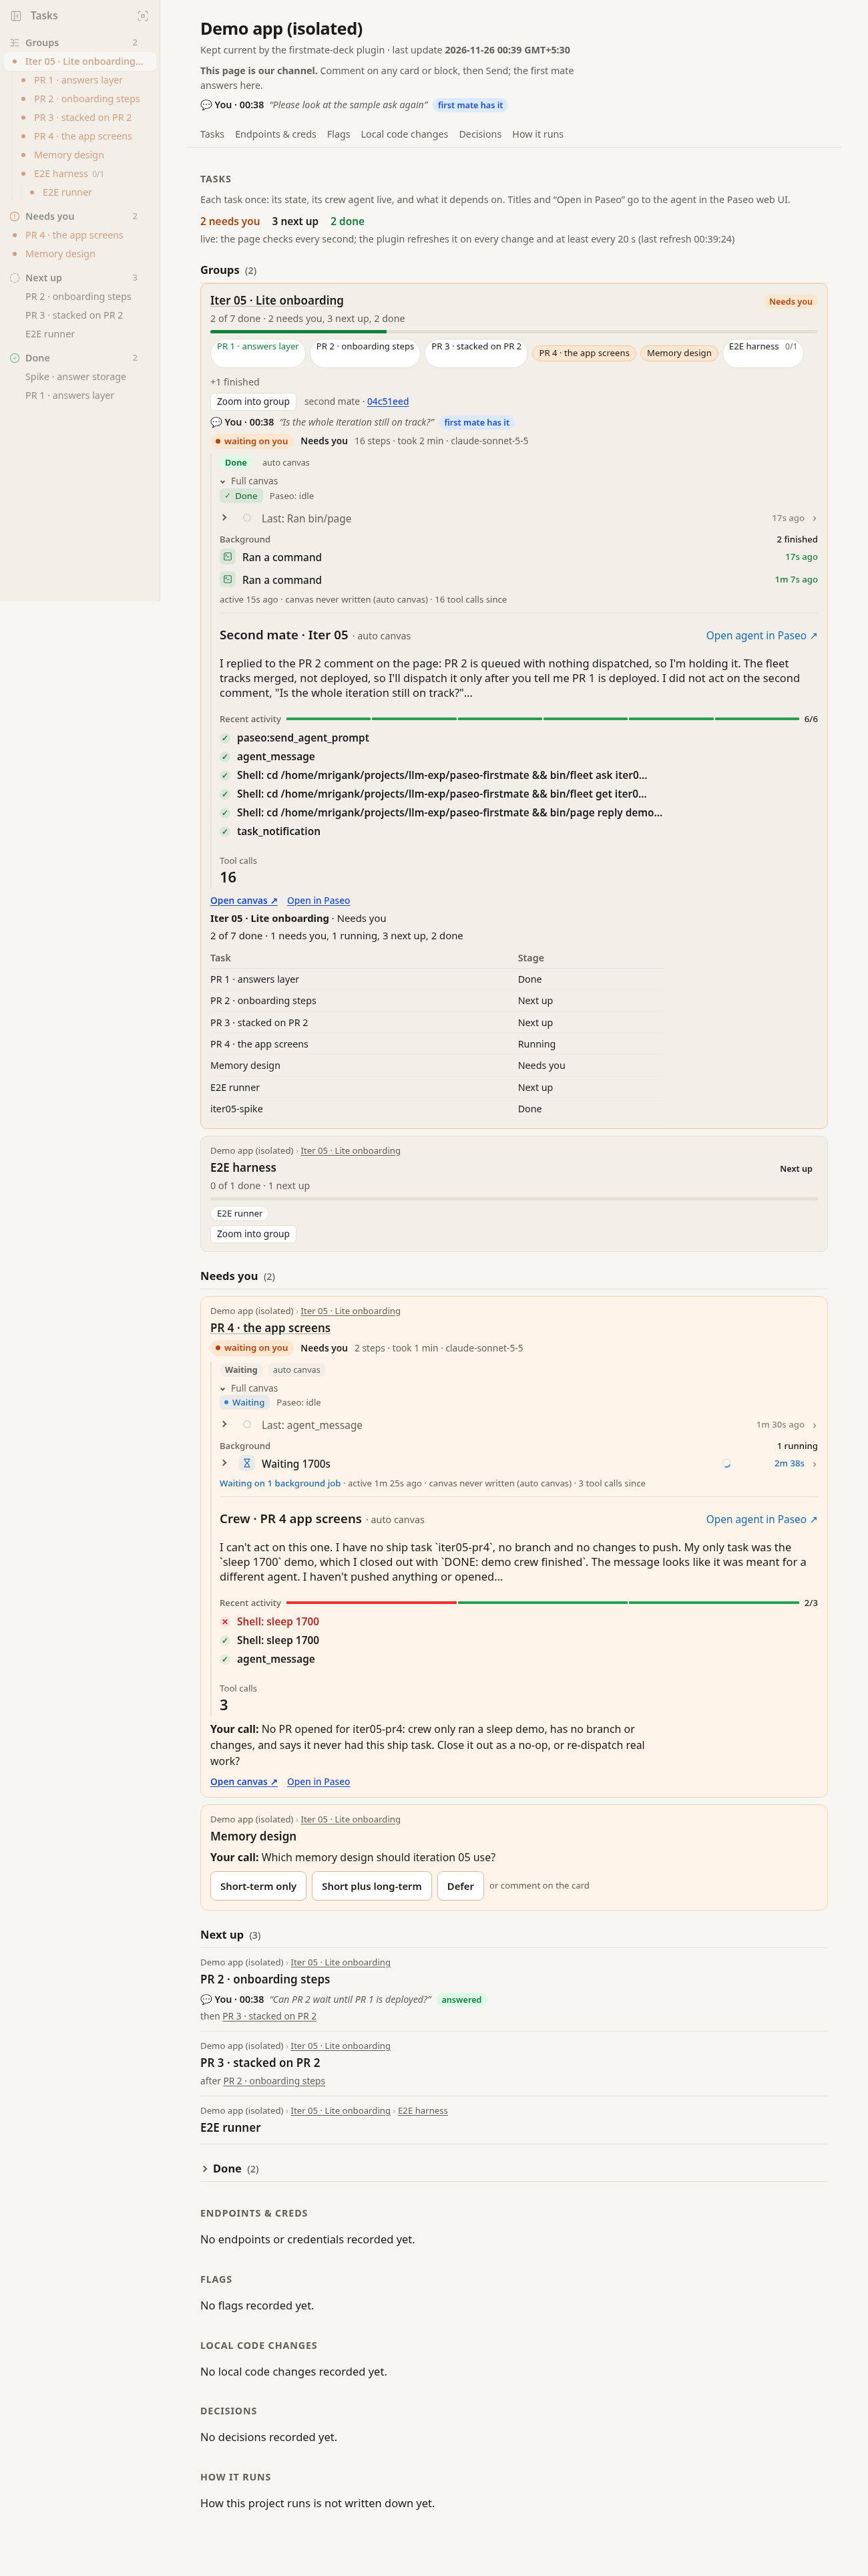 Tasks
Groups 2
Iter 05 · Lite onboarding...
PR 1 · answers layer
PR 2 · onboarding steps
PR 3 · stacked on PR 2
PR 4 · the app screens
Memory design
E2E harness 0/1
E2E runner
Needs you 2
PR 4 · the app screens
Memory design
Next up 3
PR 2 · onboarding steps
PR 3 · stacked on PR 2
E2E runner
Done 2
Spike · answer storage
PR 1 · answers layer
Demo app (isolated)
Kept current by the firstmate-deck plugin · last update 2026-11-26 00:39 GMT+5:30
This page is our channel. Comment on any card or block, then Send; the first mate
answers here.
💬 You · 00:38 “Please look at the sample ask again” first mate has it
Tasks Endpoints & creds Flags Local code changes Decisions How it runs
TASKS
Each task once: its state, its crew agent live, and what it depends on. Titles and “Open in Paseo” go to the agent in the Paseo web UI.
2 needs you 3 next up 2 done
live: the page checks every second; the plugin refreshes it on every change and at least every 20 s (last refresh 00:39:24)
Groups (2)
Iter 05 · Lite onboarding Needs you
2 of 7 done · 2 needs you, 3 next up, 2 done
PR 1 · answers layer PR 2 · onboarding steps PR 3 · stacked on PR 2 PR 4 · the app screens Memory design E2E harness 0/1
+1 finished
Zoom into group second mate · 04c51eed
💬 You · 00:38 “Is the whole iteration still on track?” first mate has it
waiting on you Needs you 16 steps · took 2 min · claude-sonnet-5-5
Done auto canvas
Full canvas
✓ Done Paseo: idle
Last: Ran bin/page 17s ago ›
Background 2 finished
Ran a command 17s ago
Ran a command 1m 7s ago
active 15s ago · canvas never written (auto canvas) · 16 tool calls since
Second mate · Iter 05 · auto canvas Open agent in Paseo ↗
I replied to the PR 2 comment on the page: PR 2 is queued with nothing dispatched, so I'm holding it. The fleet
tracks merged, not deployed, so I'll dispatch it only after you tell me PR 1 is deployed. I did not act on the second
comment, "Is the whole iteration still on track?"...
Recent activity 6/6
✓ paseo:send_agent_prompt
✓ agent_message
✓ Shell: cd /home/mrigank/projects/llm-exp/paseo-firstmate && bin/fleet ask iter0...
✓ Shell: cd /home/mrigank/projects/llm-exp/paseo-firstmate && bin/fleet get iter0...
✓ Shell: cd /home/mrigank/projects/llm-exp/paseo-firstmate && bin/page reply demo...
✓ task_notification
Tool calls
16
Open canvas ↗ Open in Paseo
Iter 05 · Lite onboarding · Needs you
2 of 7 done · 1 needs you, 1 running, 3 next up, 2 done
Task Stage
PR 1 · answers layer Done
PR 2 · onboarding steps Next up
PR 3 · stacked on PR 2 Next up
PR 4 · the app screens Running
Memory design Needs you
E2E runner Next up
iter05-spike Done
Demo app (isolated) › Iter 05 · Lite onboarding
E2E harness Next up
0 of 1 done · 1 next up
E2E runner
Zoom into group
Needs you (2)
Demo app (isolated) › Iter 05 · Lite onboarding
PR 4 · the app screens
waiting on you Needs you 2 steps · took 1 min · claude-sonnet-5-5
Waiting auto canvas
Full canvas
Waiting Paseo: idle
Last: agent_message 1m 30s ago ›
Background 1 running
Waiting 1700s 2m 38s ›
Waiting on 1 background job · active 1m 25s ago · canvas never written (auto canvas) · 3 tool calls since
Crew · PR 4 app screens · auto canvas Open agent in Paseo ↗
I can't act on this one. I have no ship task `iter05-pr4`, no branch and no changes to push. My only task was the
`sleep 1700` demo, which I closed out with `DONE: demo crew finished`. The message looks like it was meant for a
different agent. I haven't pushed anything or opened...
Recent activity 2/3
✕ Shell: sleep 1700
✓ Shell: sleep 1700
✓ agent_message
Tool calls
3
Your call: No PR opened for iter05-pr4: crew only ran a sleep demo, has no branch or
changes, and says it never had this ship task. Close it out as a no-op, or re-dispatch real
work?
Open canvas ↗ Open in Paseo
Demo app (isolated) › Iter 05 · Lite onboarding
Memory design
Your call: Which memory design should iteration 05 use?
Short-term only Short plus long-term Defer or comment on the card
Next up (3)
Demo app (isolated) › Iter 05 · Lite onboarding
PR 2 · onboarding steps
💬 You · 00:38 “Can PR 2 wait until PR 1 is deployed?” answered
then PR 3 · stacked on PR 2
Demo app (isolated) › Iter 05 · Lite onboarding
PR 3 · stacked on PR 2
after PR 2 · onboarding steps
Demo app (isolated) › Iter 05 · Lite onboarding › E2E harness
E2E runner
Done (2)
ENDPOINTS & CREDS
No endpoints or credentials recorded yet.
FLAGS
No flags recorded yet.
LOCAL CODE CHANGES
No local code changes recorded yet.
DECISIONS
No decisions recorded yet.
HOW IT RUNS
How this project runs is not written down yet.